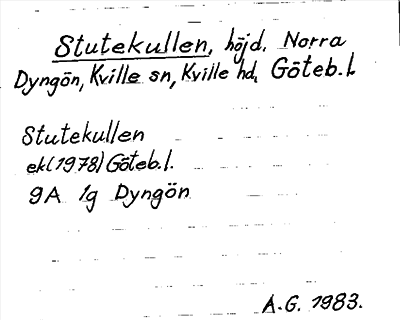 Stutekullen, höjd. Norra
Dyngön, Kville sn, Kville hd, Göteb.l.
Stutekullen
ek(1978) Göteb.l.
9A 1g Dyngön
A.G. 1983.